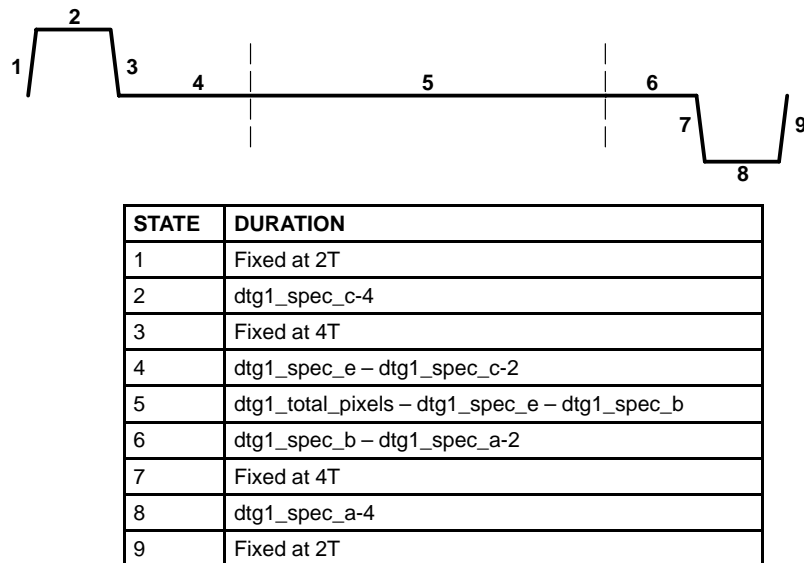 2
1 3 4 5 6
7 9
8
STATE DURATION
1 Fixed at 2T
2 dtg1_spec_c-4
3 Fixed at 4T
4 dtg1_spec_e – dtg1_spec_c-2
5 dtg1_total_pixels – dtg1_spec_e – dtg1_spec_b
6 dtg1_spec_b – dtg1_spec_a-2
7 Fixed at 4T
8 dtg1_spec_a-4
9 Fixed at 2T